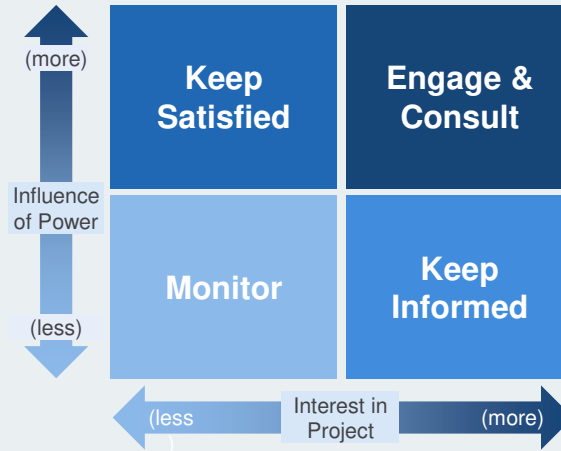 (more)
Keep
Satisfied
Engage &
Consult
Influence
of Power
Monitor
Keep
Informed
(less)
(less
)
Interest in
Project
(more)